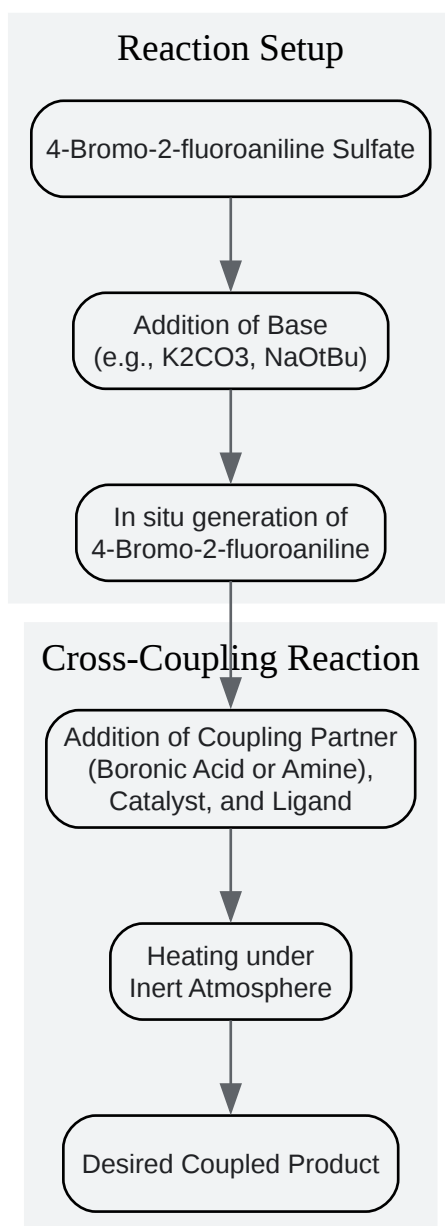 Reaction Setup
4-Bromo-2-fluoroaniline Sulfate
Addition of Base
(e.g., K2CO3, NaOtBu)
In situ generation of
4-Bromo-2-fluoroaniline
Cross-Coupling Reaction
Addition of Coupling Partner
(Boronic Acid or Amine),
Catalyst, and Ligand
Heating under
Inert Atmosphere
Desired Coupled Product